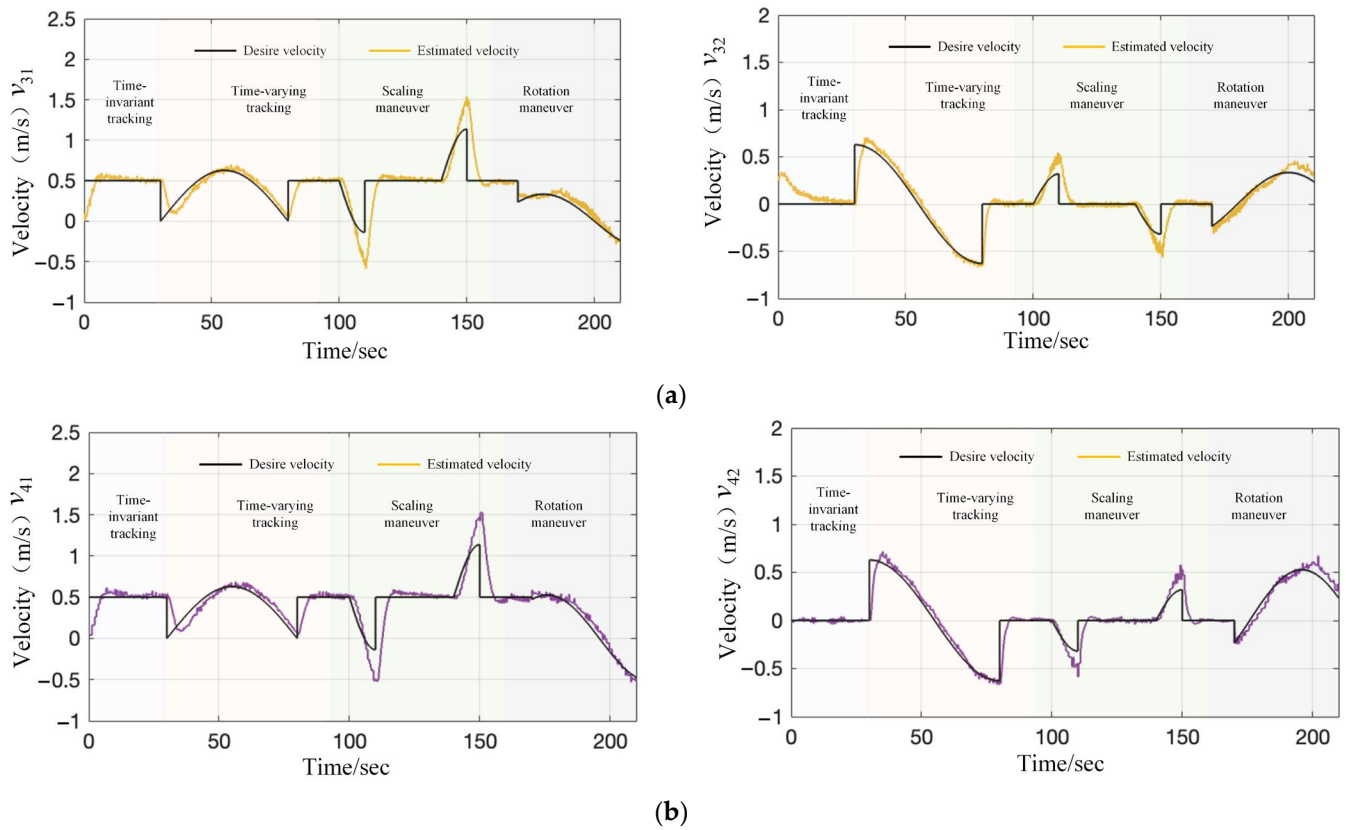 2.5
2
1.5
1
0.5
0
−0.5
−1
Velocity（m/s）v31
Desire velocity
Estimated velocity
Time-
invariant
tracking
Time-varying
tracking
Scaling
maneuver
Rotation
maneuver
0
50
100
150
200
Time/sec
2
1.5
1
0.5
0
−0.5
−1
Velocity（m/s）v32
Desire velocity
Estimated velocity
Time-
invariant
tracking
Time-varying
tracking
Scaling
maneuver
Rotation
maneuver
0
50
100
150
200
Time/sec
(a)
2.5
2
1.5
1
0.5
0
−0.5
−1
Velocity（m/s）v41
Desire velocity
Estimated velocity
Time-
invariant
tracking
Time-varying
tracking
Scaling
maneuver
Rotation
maneuver
0
50
100
150
200
Time/sec
2
1.5
1
0.5
0
−0.5
−1
Velocity（m/s）v42
Desire velocity
Estimated velocity
Time-
invariant
tracking
Time-varying
tracking
Scaling
maneuver
Rotation
maneuver
0
50
100
150
200
Time/sec
(b)